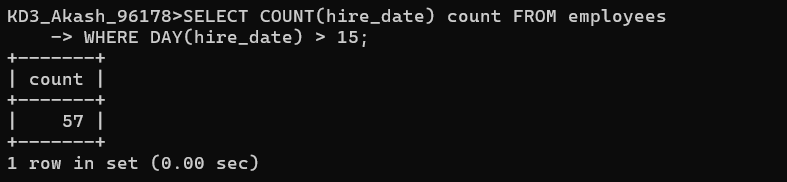 KD3_Akash_96178>SELECT COUNT(hire_date) count FROM employees
    -> WHERE DAY(hire_date) > 15;
+-------+
| count |
+-------+
|    57 |
+-------+
1 row in set (0.00 sec)